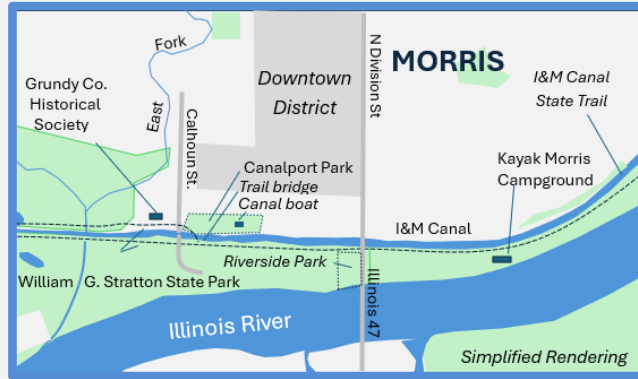 Fork
East
Grundy Co.
Historical
Society
Calhoun St.
Downtown
District
N Division St
MORRIS
I&M Canal
State Trail
Canalport Park
Trail bridge
Canal boat
Kayak Morris
Campground
I&M Canal
Riverside Park
Illinois 47
William G. Stratton State Park
Illinois River
Simplified Rendering